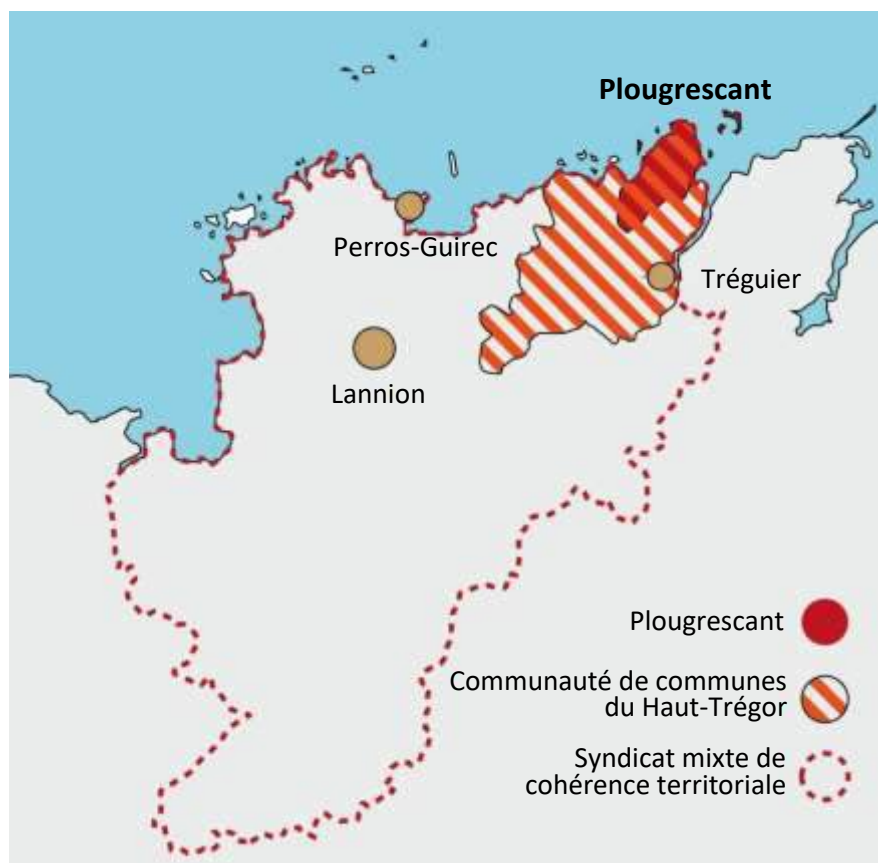 Plougrescant
Perros-Guirec
Tréguier
Lannion
Plougrescant
Communauté de communes
du Haut-Trégor
Syndicat mixte de
cohérence territoriale